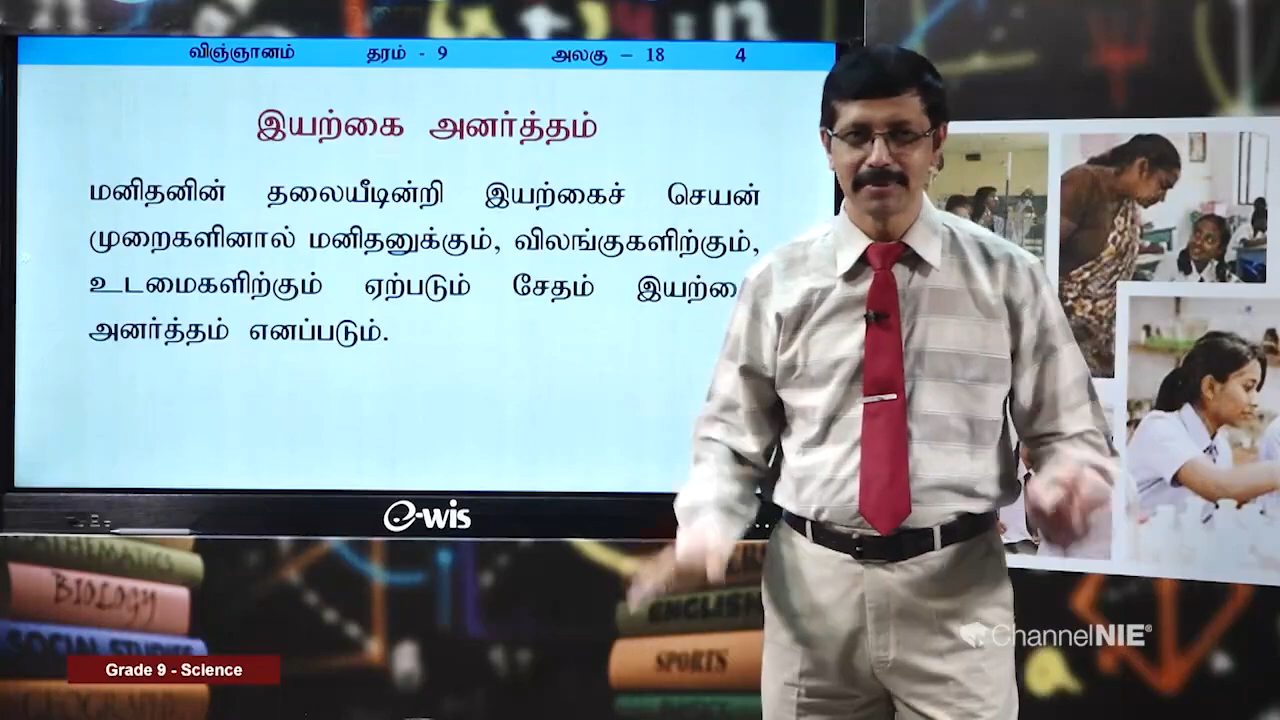 விஞ்ஞானம் தரம் - 9 அலகு – 18 4
இயற்கை அனர்த்தம்
மனிதனின் தலையீடின்றி இயற்கைச் செயன்
முறைகளினால் மனிதனுக்கும், விலங்குகளிற்கும்,
உடமைகளிற்கும் ஏற்படும் சேதம்
அனர்த்தம் எனப்படும்.
e-wis
MATHEMATICS
BIOLOGY
SOCIAL STUDIES
GEOGRAPHY
ENGLISH
SPORTS
ChannelNIE®
Grade 9 - Science